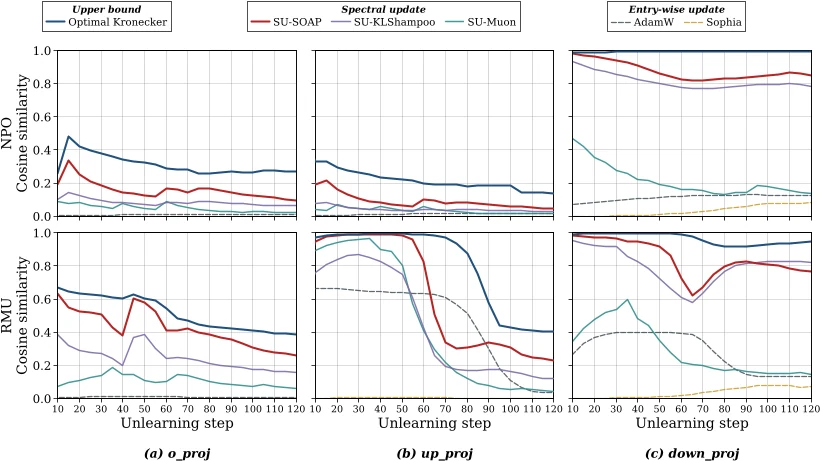 Upper bound
Optimal Kronecker
Spectral update
SU-SOAP SU-KLShampoo SU-Muon
Entry-wise update
AdamW Sophia
NPO
Cosine similarity
1.0
0.8
0.6
0.4
0.2
0.0
RMU
Cosine similarity
1.0
0.8
0.6
0.4
0.2
0.0
10 20 30 40 50 60 70 80 90 100 110 120
10 20 30 40 50 60 70 80 90 100 110 120
10 20 30 40 50 60 70 80 90 100 110 120
Unlearning step
Unlearning step
Unlearning step
(a) o_proj
(b) up_proj
(c) down_proj